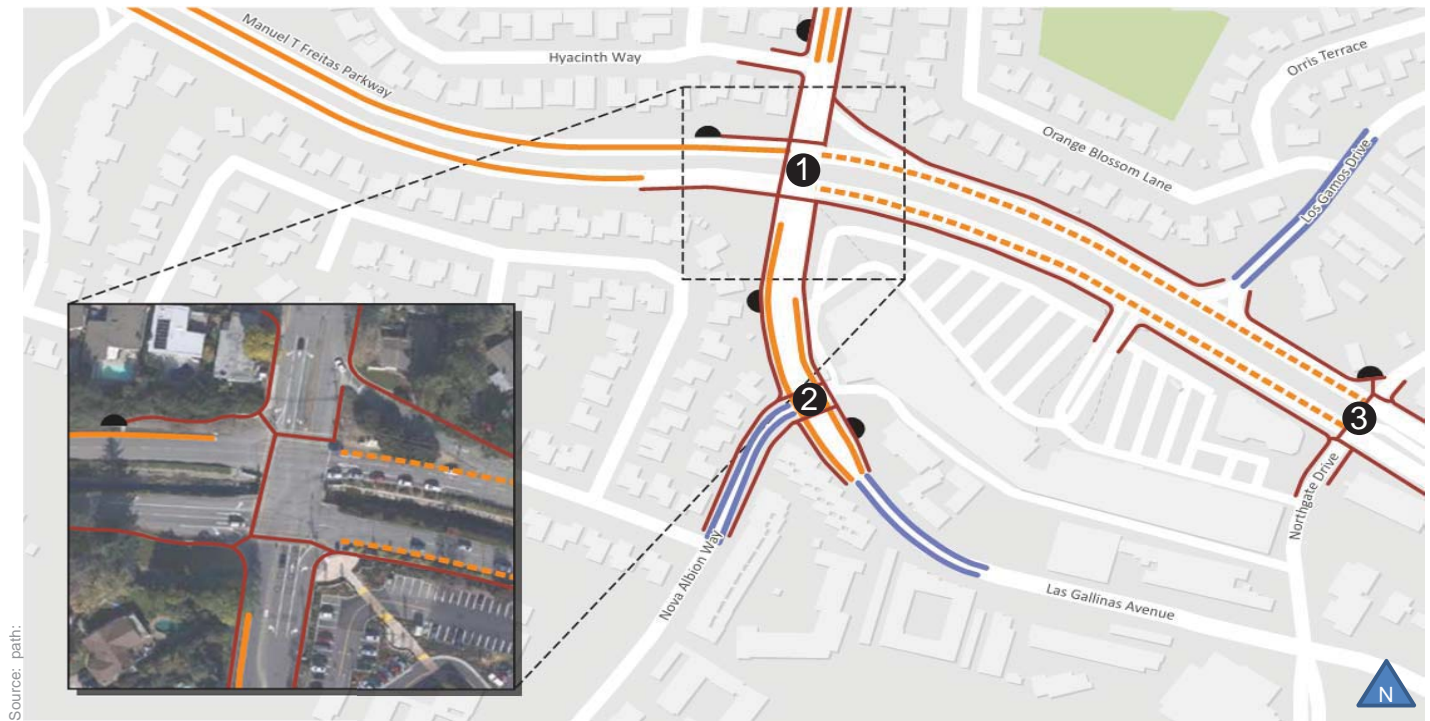 Manuel T Freitas Parkway
Hyacinth Way
Orris Terrace
Orange Blossom Lane
Los Gamos Drive
1
2
3
Northgate Drive
Nova Albion Way
Las Gallinas Avenue
Source: path:
N